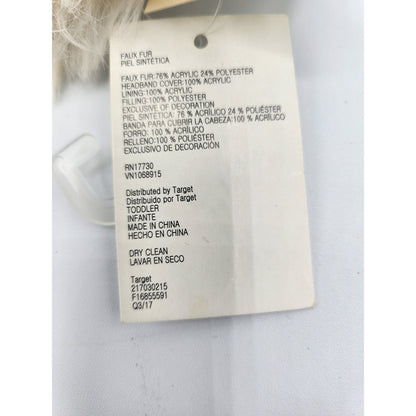 FAUX FUR
PIEL SINTÉTICA
FAUX FUR:76% ACRYLIC 24% POLYESTER
HEADBAND COVER:100% ACRYLIC
LINING:100% ACRYLIC
FILLING:100% POLYESTER
EXCLUSIVE OF DECORATION
PIEL SINTÉTICA: 76 % ACRÍLICO 24 % POLIÉSTER
BANDA PARA CUBRIR LA CABEZA:100 % ACRÍLICO
FORRO: 100 % ACRÍLICO
RELLENO:100 % POLIÉSTER
EXCLUSIVO DE DECORACIÓN
RN17730
VN1068915
Distributed by Target
Distribuido por Target
TODDLER
INFANTE
MADE IN CHINA
HECHO EN CHINA
DRY CLEAN
LAVAR EN SECO
Target
217030215
F16855591
Q3/17